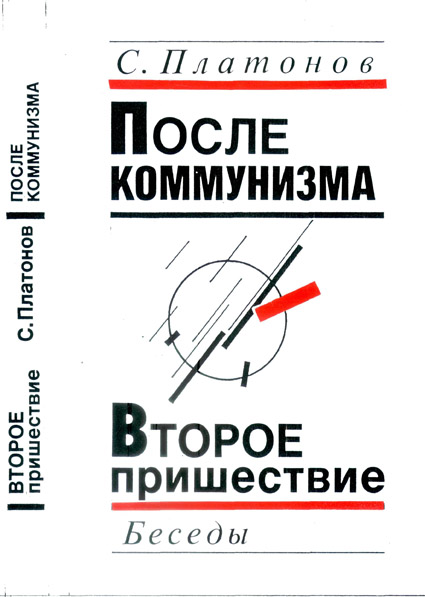 С. Платонов
После
коммунизма
Второе
пришествие
Беседы
ВТОРОЕ
пришествие
С.Платонов
ПОСЛЕ
КОММУНИЗМА